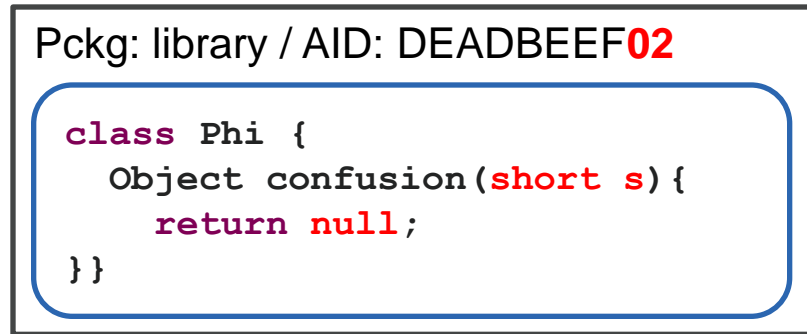 Pckg: library / AID: DEADBEEF02
class Phi {
Object confusion(short s){
return null;
}}